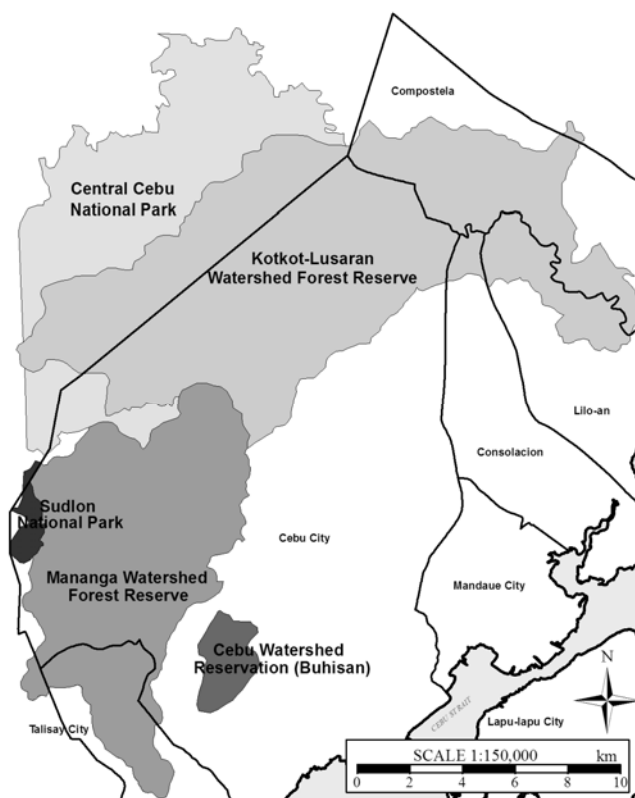 Compostela
Central Cebu
National Park
Kotkot-Lusaran
Watershed Forest Reserve
Lilo-an
Consolacion
Sudlon
National Park
Cebu City
Mananga Watershed
Forest Reserve
Mandaue City
Cebu Watershed
Reservation (Buhisan)
N
CEBU STRAIT
Talisay City
Lapu-lapu City
SCALE 1:150,000 km
0 2 4 6 8 10